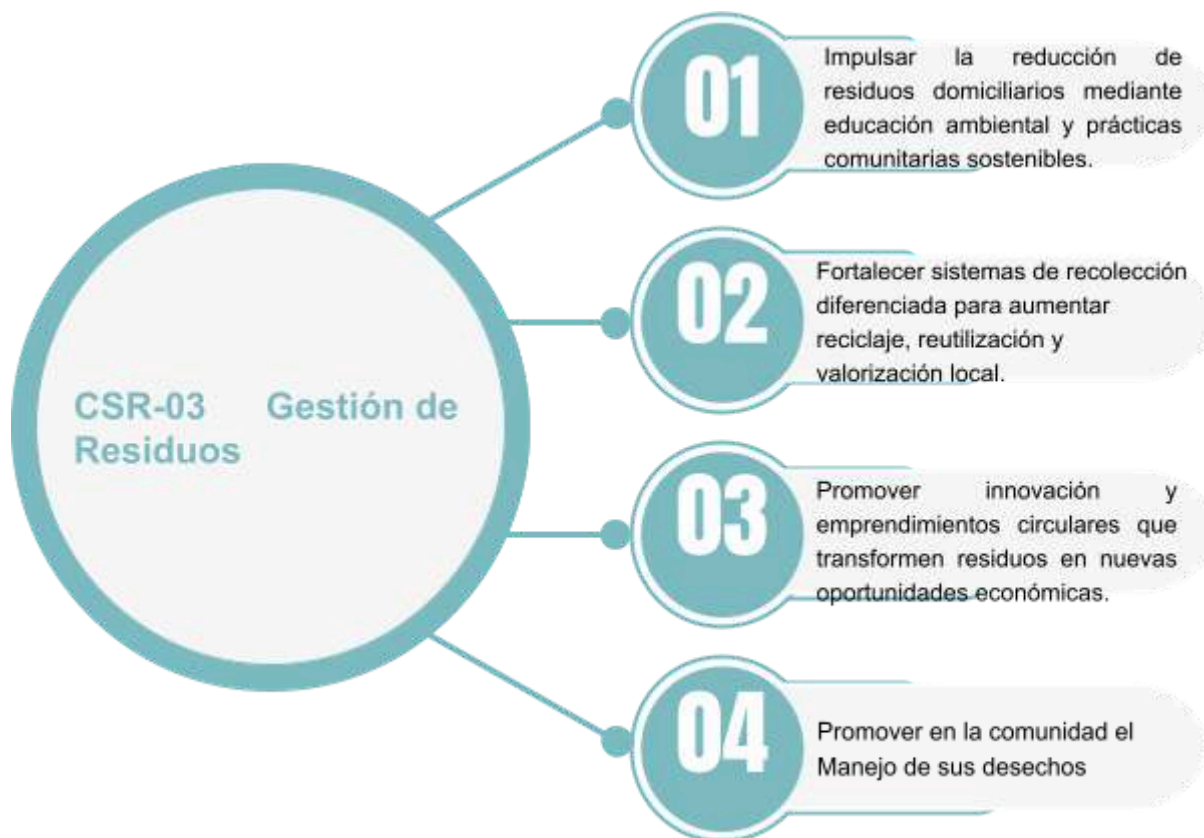 CSR-03 Gestión de
Residuos
01
Impulsar la reducción de
residuos domiciliarios mediante
educación ambiental y prácticas
comunitarias sostenibles.
02
Fortalecer sistemas de recolección
diferenciada para aumentar
reciclaje, reutilización y
valorización local.
03
Promover innovación y
emprendimientos circulares que
transformen residuos en nuevas
oportunidades económicas.
04
Promover en la comunidad el
Manejo de sus desechos